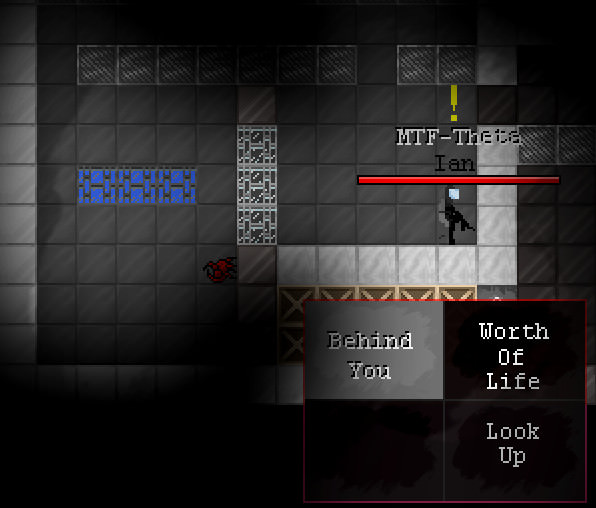 !
MTF-Theta
Ian
Behind
You
Worth
Of
Life
Look
Up